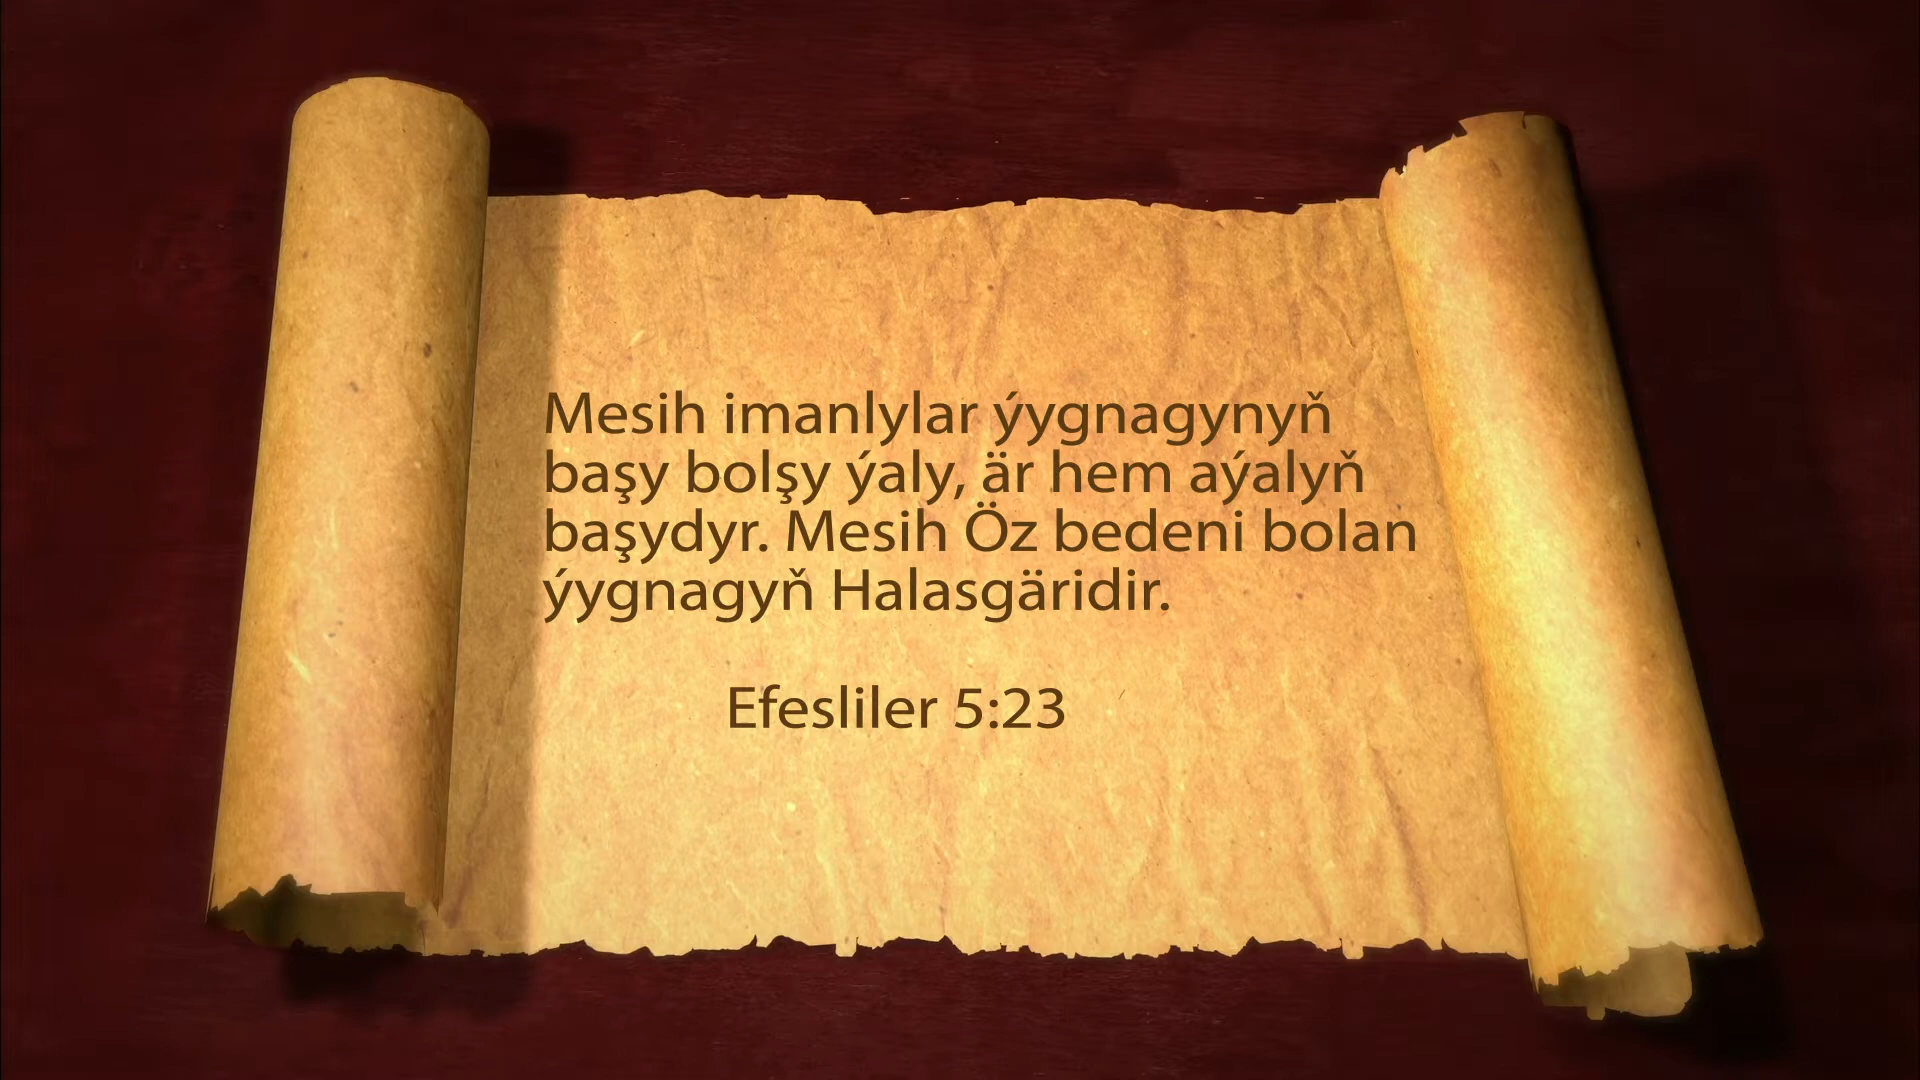 Mesih imanlylar ýygnagynyň
başy bolşy ýaly, är hem aýalyň
başydyr. Mesih Öz bedeni bolan
ýygnagyň Halasgäridir.
Efesliler 5:23